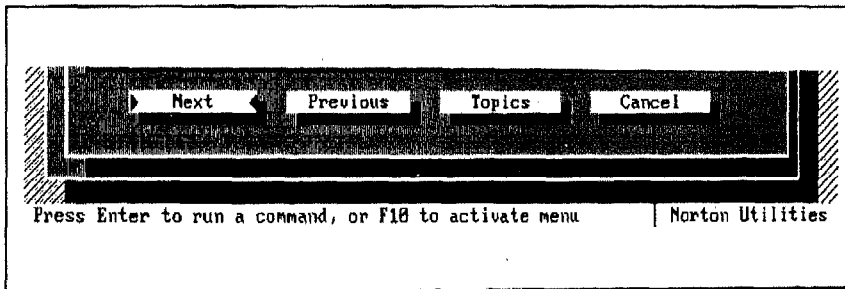 Next Previous Topics Cancel
Press Enter to run a command, or F10 to activate menu Norton Utilities